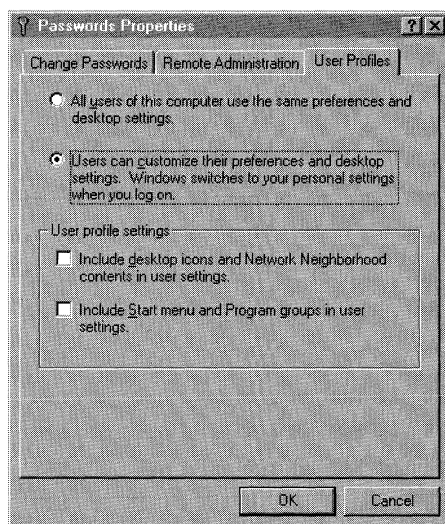 Passwords Properties
Change Passwords
Remote Administration
User Profiles
All users of this computer use the same preferences and
desktop settings.
Users can customize their preferences and desktop
settings. Windows switches to your personal settings
when you log on.
User profile settings
Include desktop icons and Network Neighborhood
contents in user settings.
Include Start menu and Program groups in user
settings.
OK
Cancel